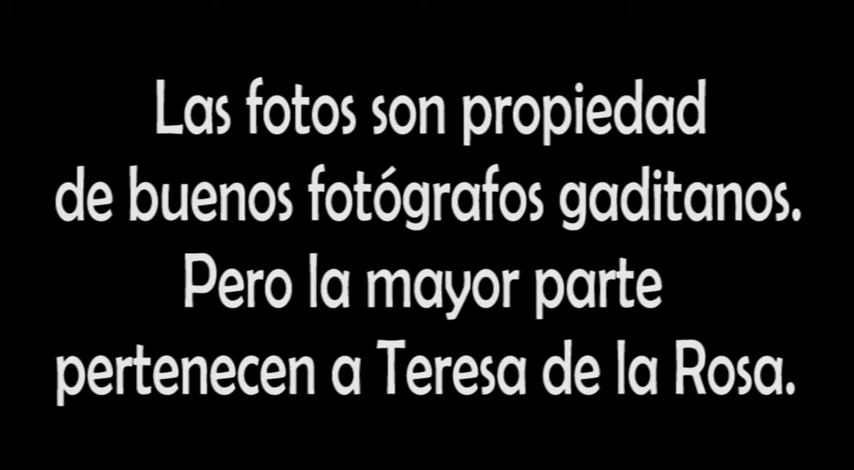 Las fotos son propiedad
de buenos fotógrafos gaditanos.
Pero la mayor parte
pertenecen a Teresa de la Rosa.